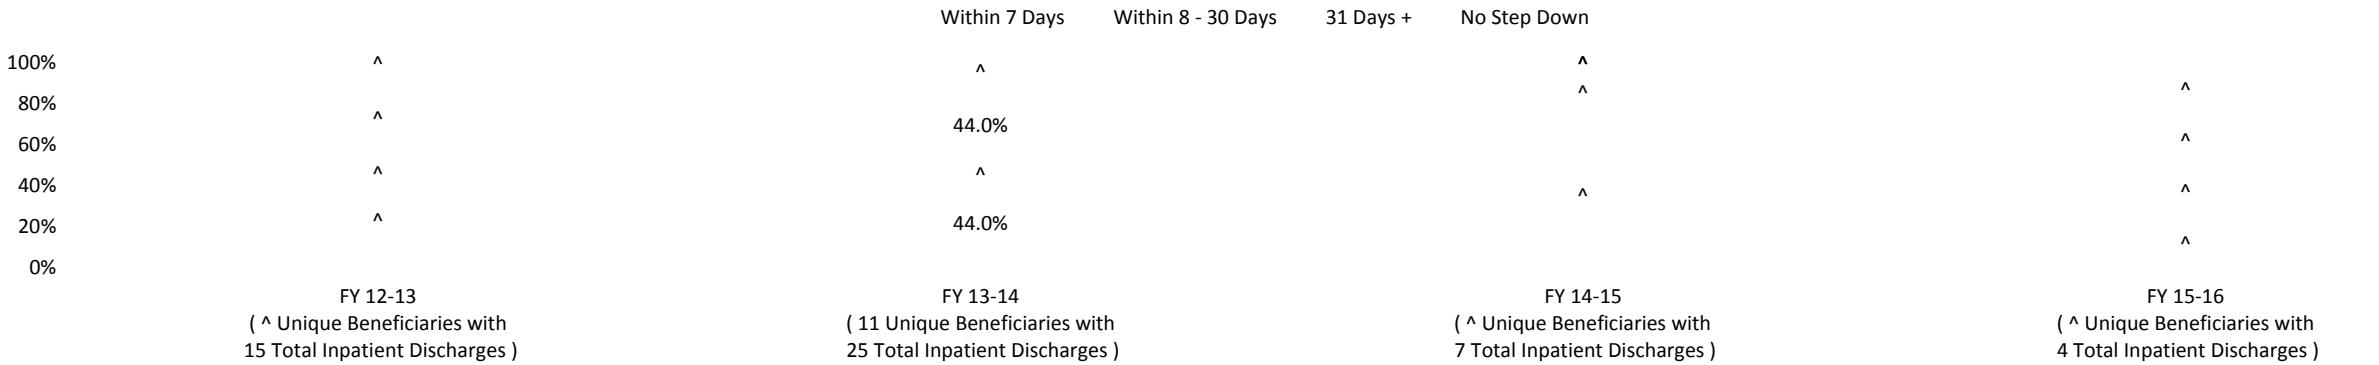 Within 7 Days Within 8 - 30 Days 31 Days + No Step Down
100% ^ ^ ^
^
80% ^ ^
^ 44.0%
60% ^
^ ^
40% ^ ^
^ 44.0%
20% ^
0%
FY 12-13 FY 13-14 FY 14-15 FY 15-16
( ^ Unique Beneficiaries with ( 11 Unique Beneficiaries with ( ^ Unique Beneficiaries with ( ^ Unique Beneficiaries with
15 Total Inpatient Discharges ) 25 Total Inpatient Discharges ) 7 Total Inpatient Discharges ) 4 Total Inpatient Discharges )